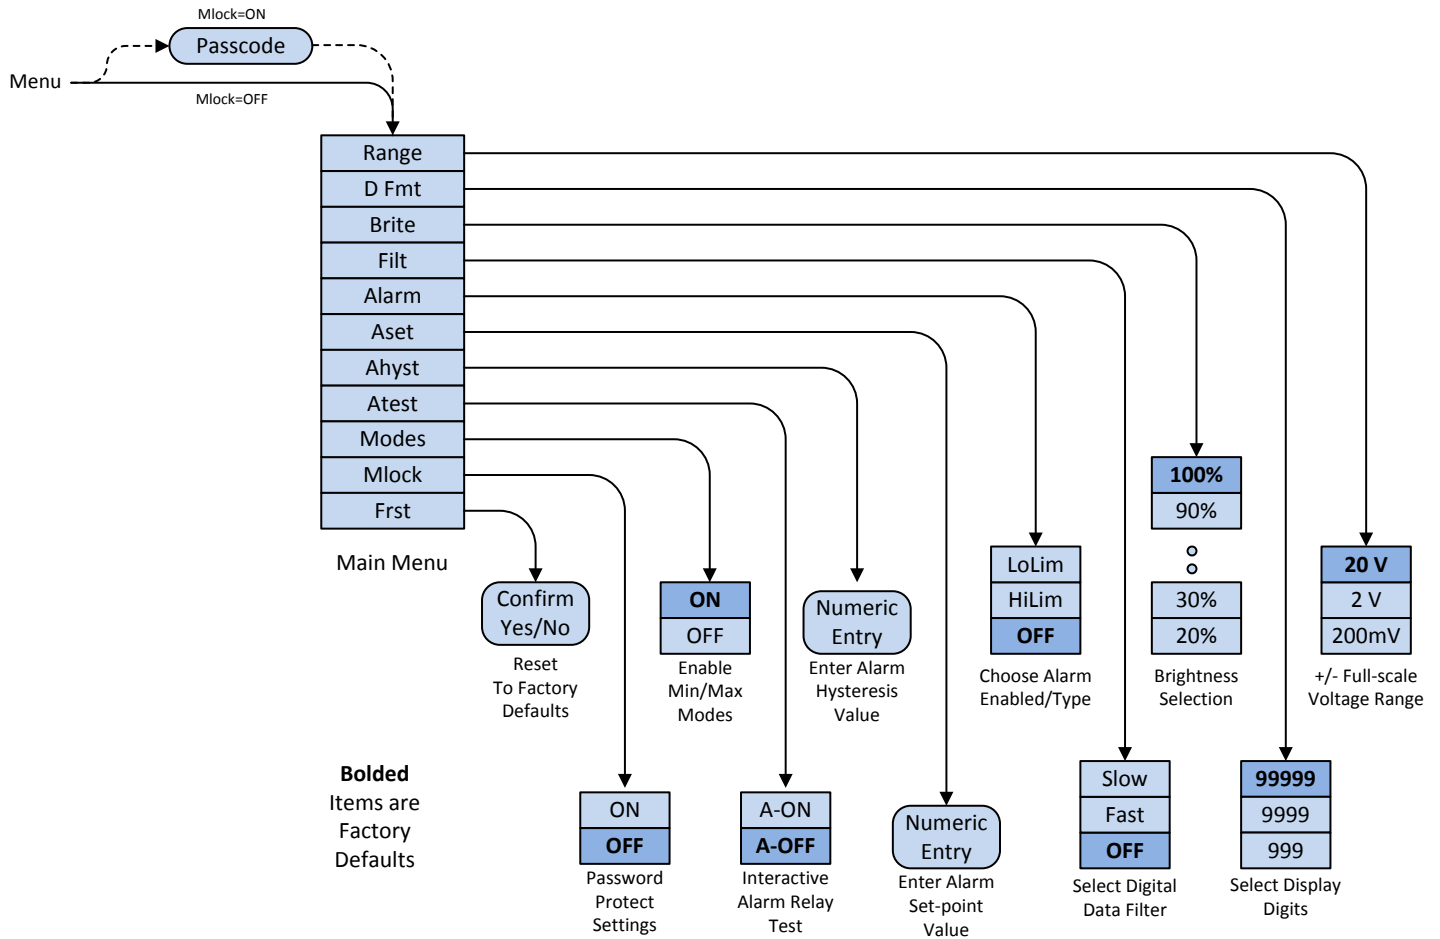 Mlock=ON
Passcode
Menu
Mlock=OFF
Range
D Fmt
Brite
Filt
Alarm
Aset
Ahyst
Atest
Modes
Mlock
Frst
Main Menu
Confirm
Yes/No
Reset
To Factory
Defaults
ON
OFF
Enable
Min/Max
Modes
Numeric
Entry
Enter Alarm
Hysteresis
Value
LoLim
HiLim
OFF
Choose Alarm
Enabled/Type
100%
90%
30%
20%
Brightness
Selection
20 V
2 V
200mV
+/- Full-scale
Voltage Range
Bolded
Items are
Factory
Defaults
ON
OFF
Password
Protect
Settings
A-ON
A-OFF
Interactive
Alarm Relay
Test
Numeric
Entry
Enter Alarm
Set-point
Value
Slow
Fast
OFF
Select Digital
Data Filter
99999
9999
999
Select Display
Digits